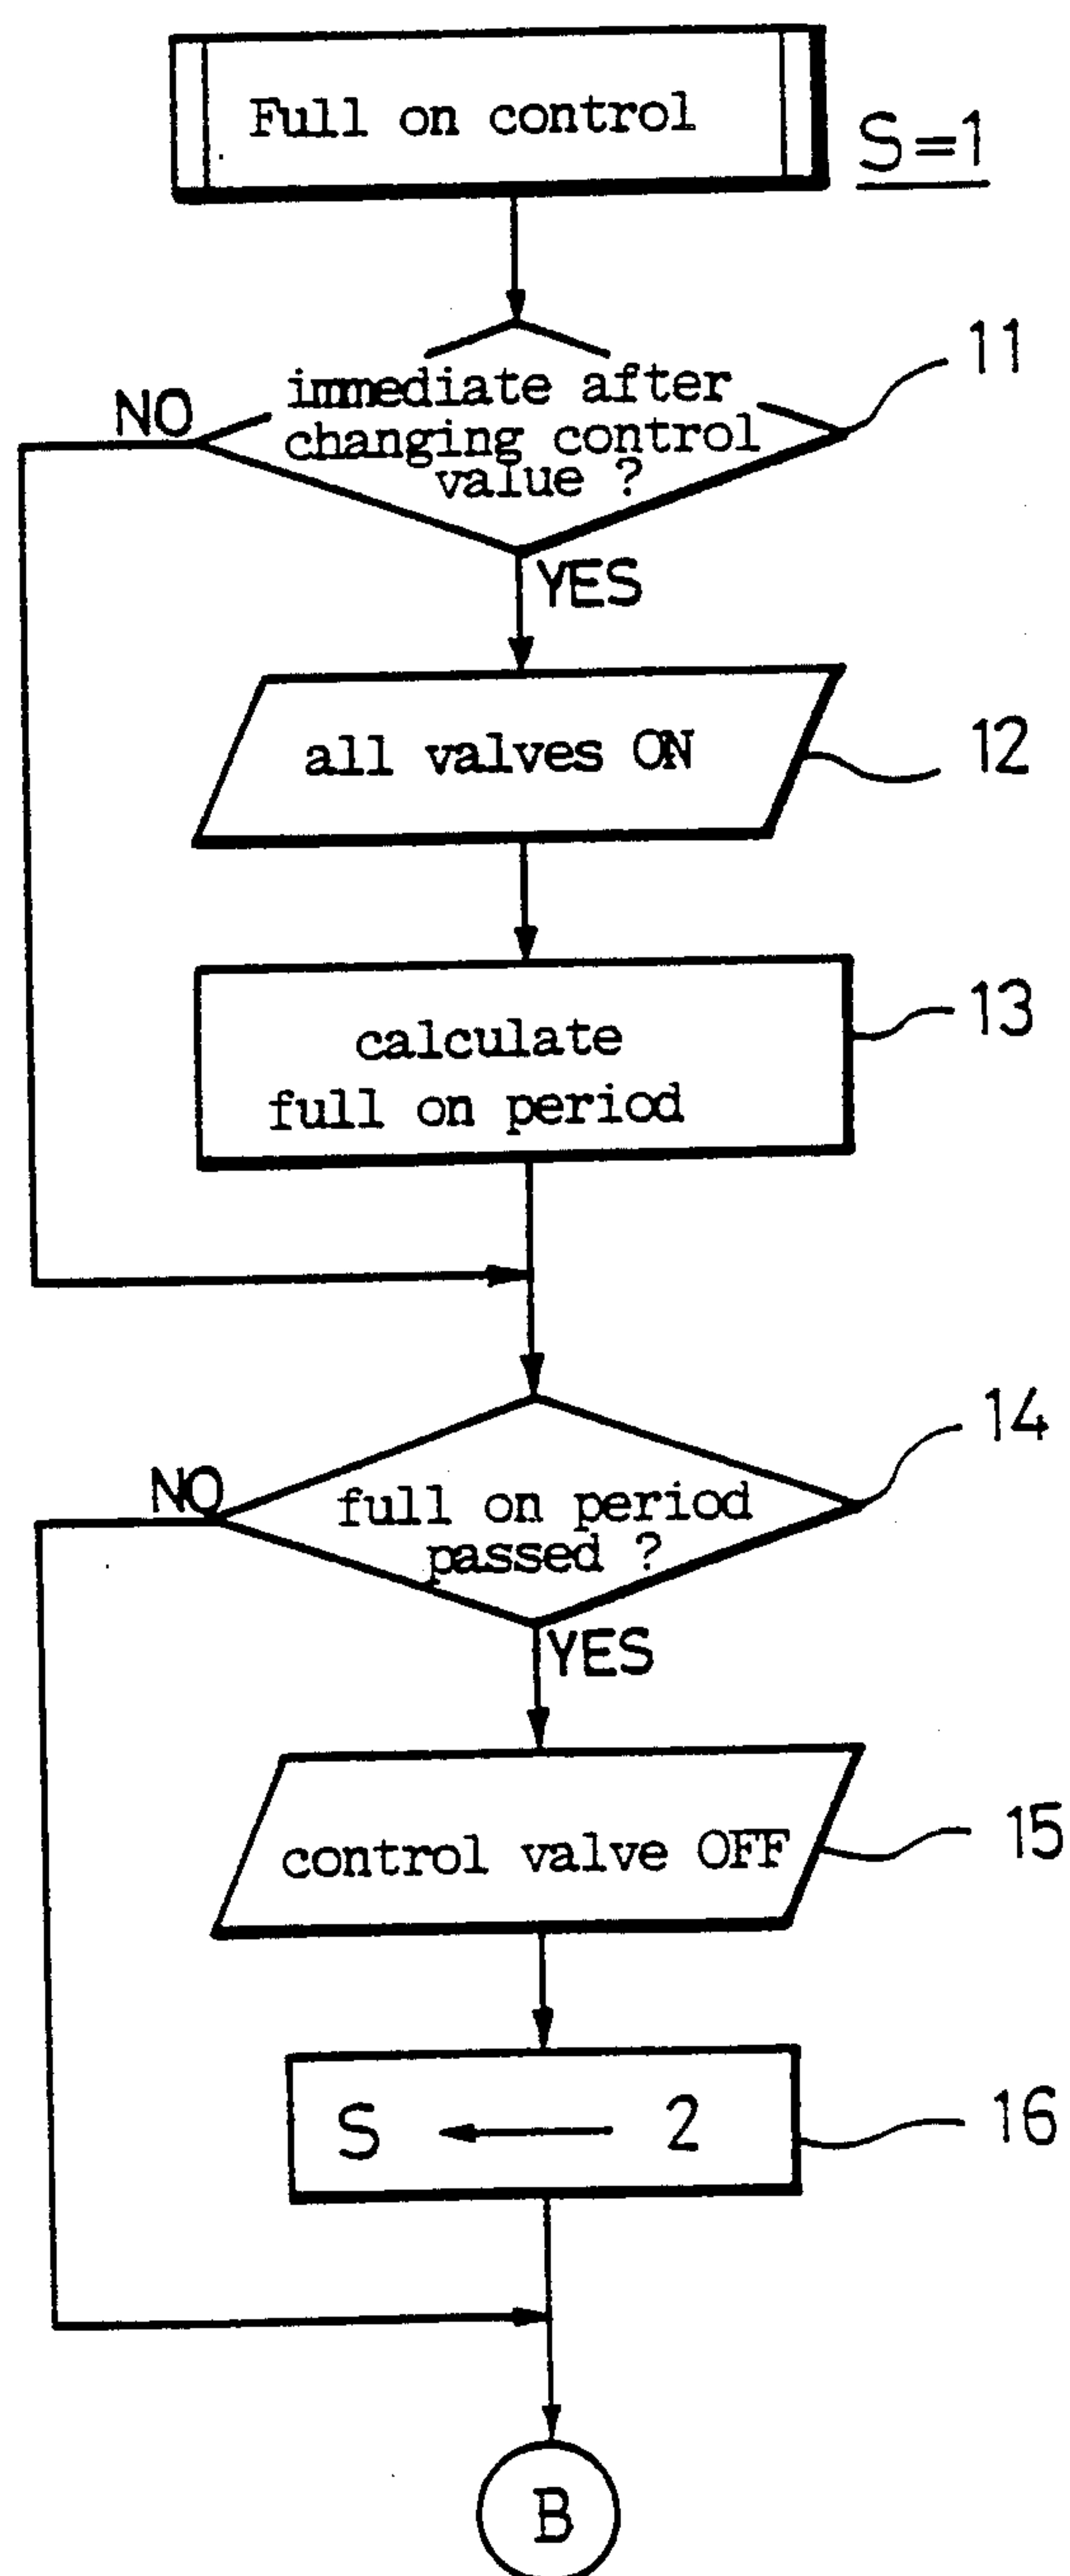 Full on control
S=1
11
NO
immediate after
changing control
value ?
YES
all valves ON
12
calculate
full on period
13
14
NO
full on period
passed ?
YES
control valve OFF
15
S ← 2
16
B